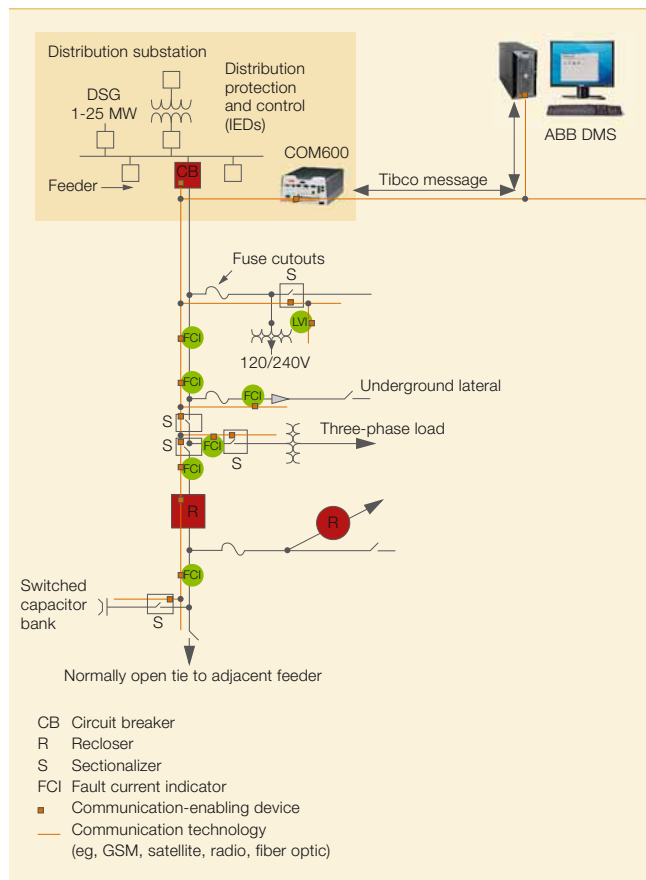 Distribution substation
DSG
1-25 MW
Distribution
protection
and control
(IEDs)
CB
Feeder
COM600
Tibco message
ABB DMS
Fuse cutouts
S
LVI
FCI
120/240V
FCI
FCI
Underground lateral
S
Three-phase load
S
FCI
S
FCI
R
R
FCI
Switched
capacitor
bank
S
Normally open tie to adjacent feeder
CB Circuit breaker
R Recloser
S Sectionalizer
FCI Fault current indicator
Communication-enabling device
Communication technology
(eg, GSM, satellite, radio, fiber optic)